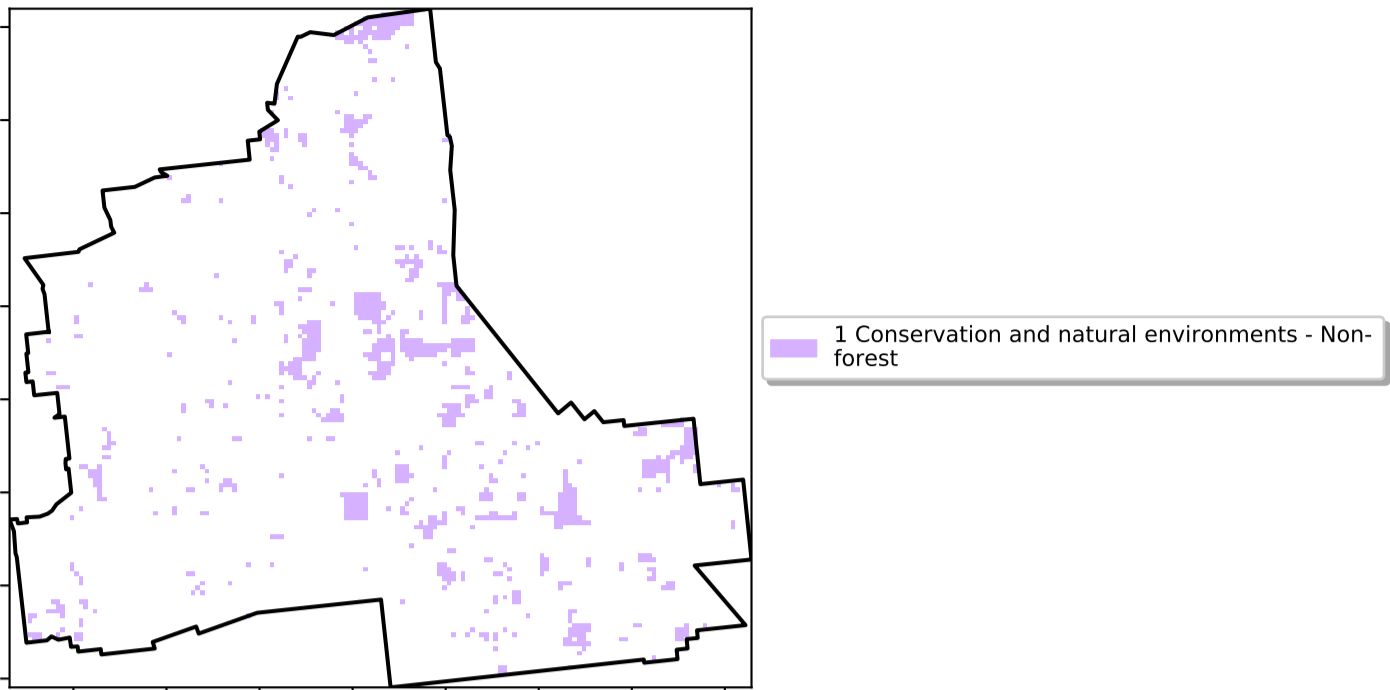 1 Conservation and natural environments - Non-
forest